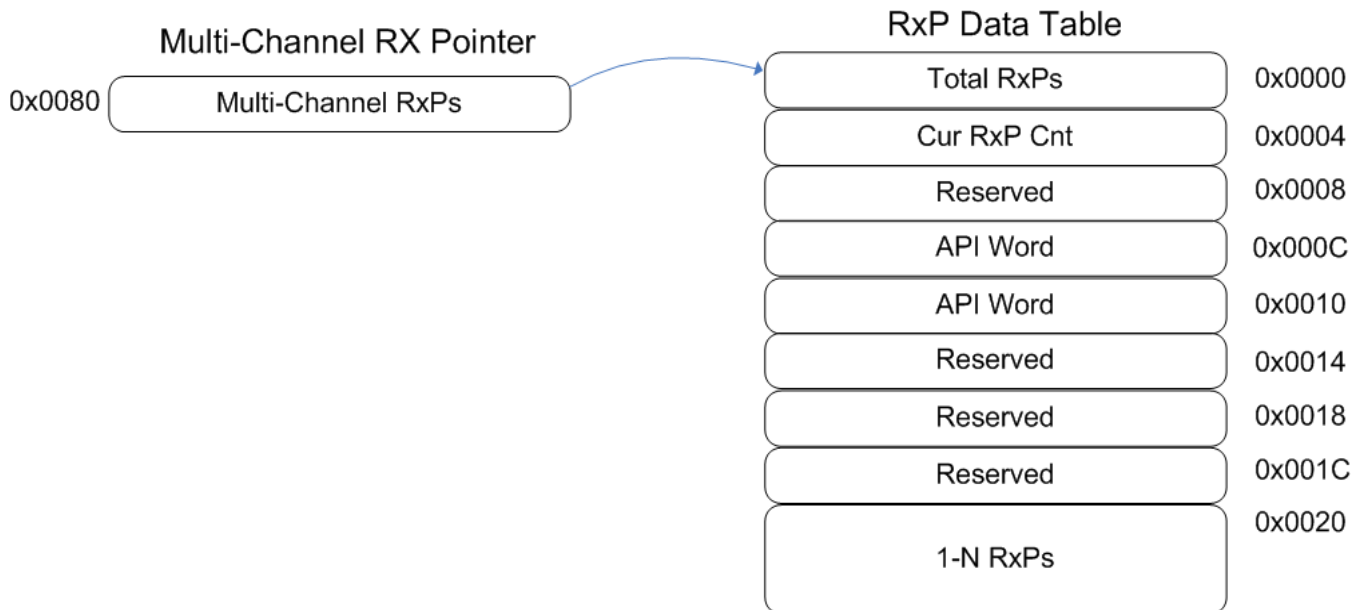 Multi-Channel RX Pointer
0x0080 Multi-Channel RxPs
RxP Data Table
Total RxPs 0x0000
Cur RxP Cnt 0x0004
Reserved 0x0008
API Word 0x000C
API Word 0x0010
Reserved 0x0014
Reserved 0x0018
Reserved 0x001C
1-N RxPs 0x0020